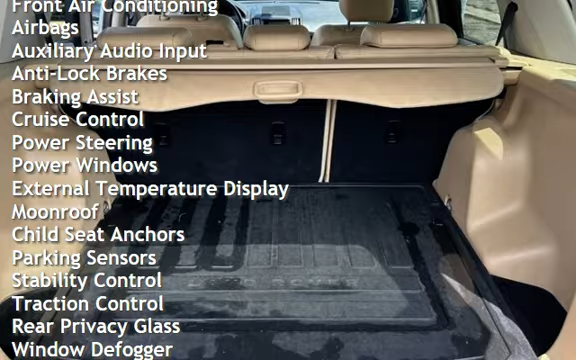 Front Air Conditioning
Airbags
Auxiliary Audio Input
Anti-Lock Brakes
Braking Assist
Cruise Control
Power Steering
Power Windows
External Temperature Display
Moonroof
Child Seat Anchors
Parking Sensors
Stability Control
Traction Control
Rear Privacy Glass
Window Defogger